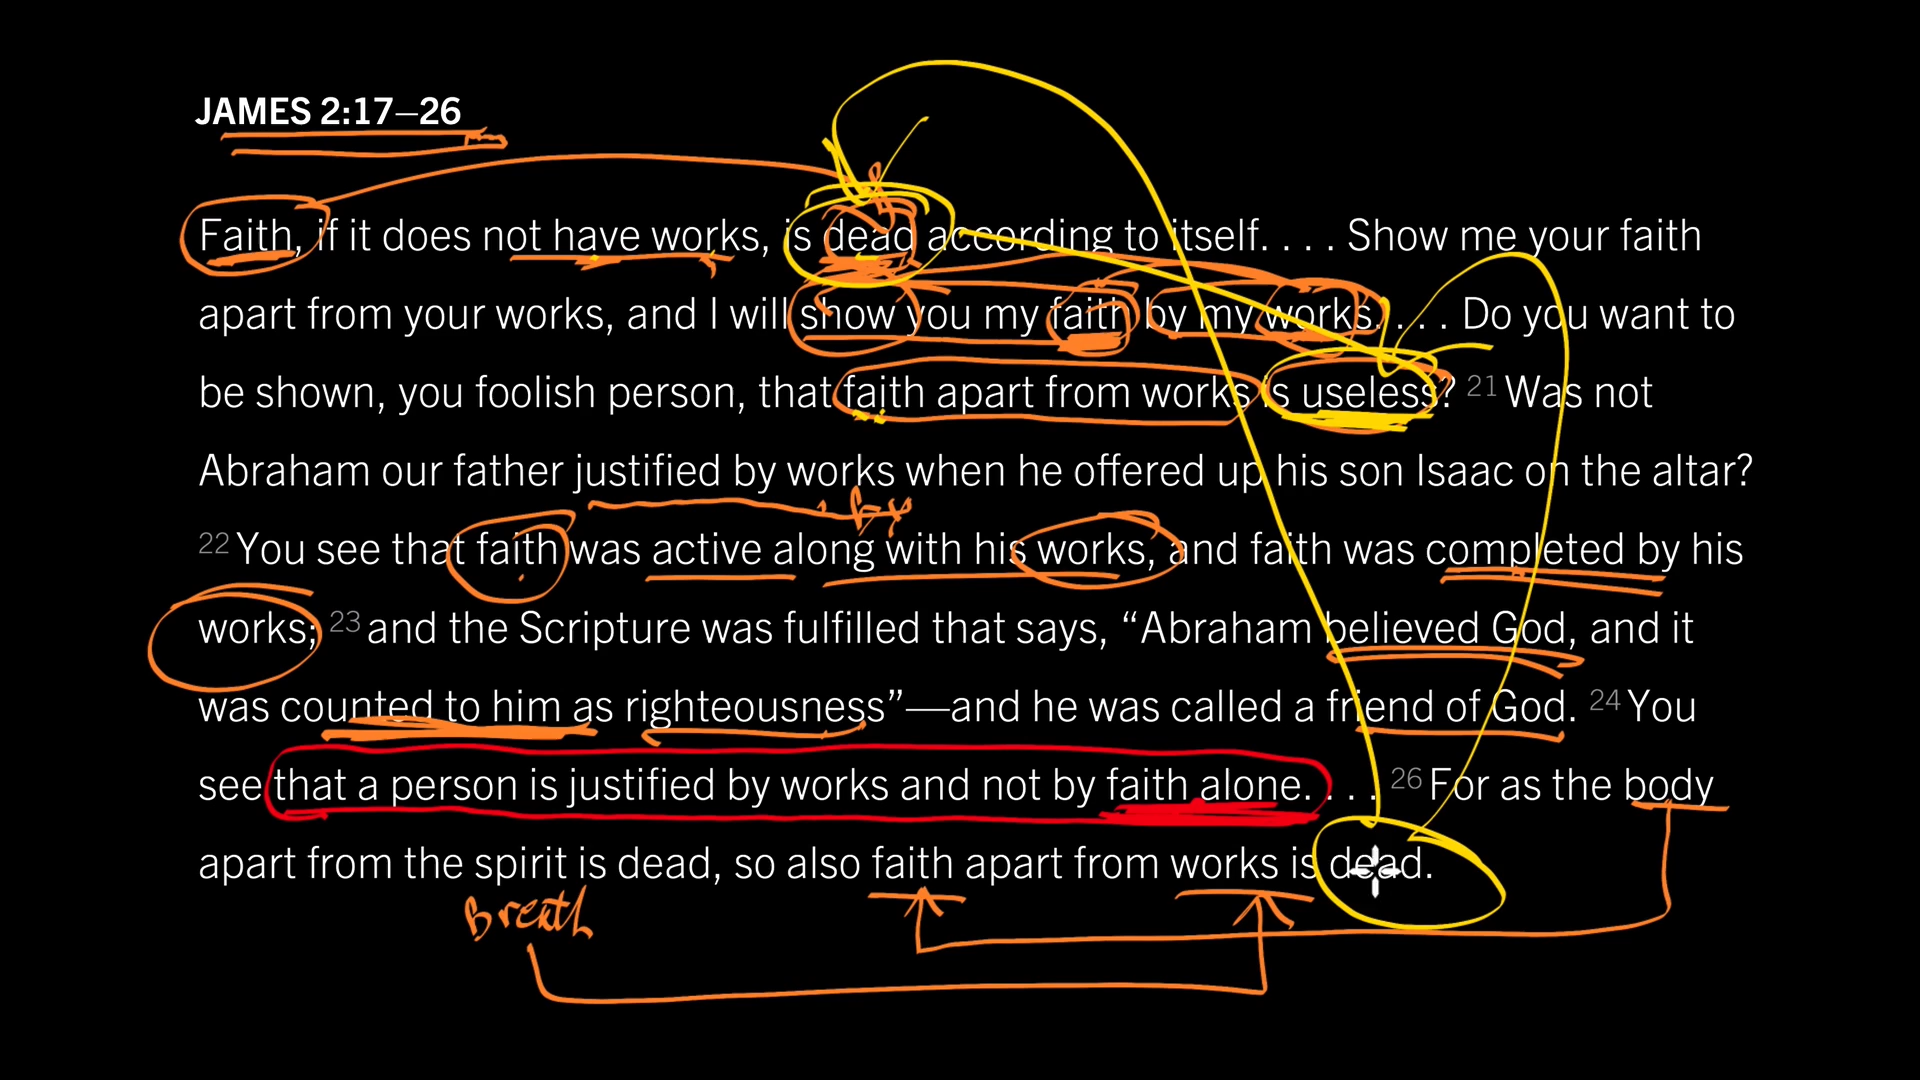 JAMES 2:17–26
Faith, if it does not have works, is dead according to itself. . . . Show me your faith
apart from your works, and I will show you my faith by my works. . . . Do you want to
be shown, you foolish person, that faith apart from works is useless? 21 Was not
Abraham our father justified by works when he offered up his son Isaac on the altar?
by
22 You see that faith was active along with his works, and faith was completed by his
works; 23 and the Scripture was fulfilled that says, “Abraham believed God, and it
was counted to him as righteousness”—and he was called a friend of God. 24 You
see that a person is justified by works and not by faith alone. . . . 26 For as the body
apart from the spirit is dead, so also faith apart from works is dead.
Breath